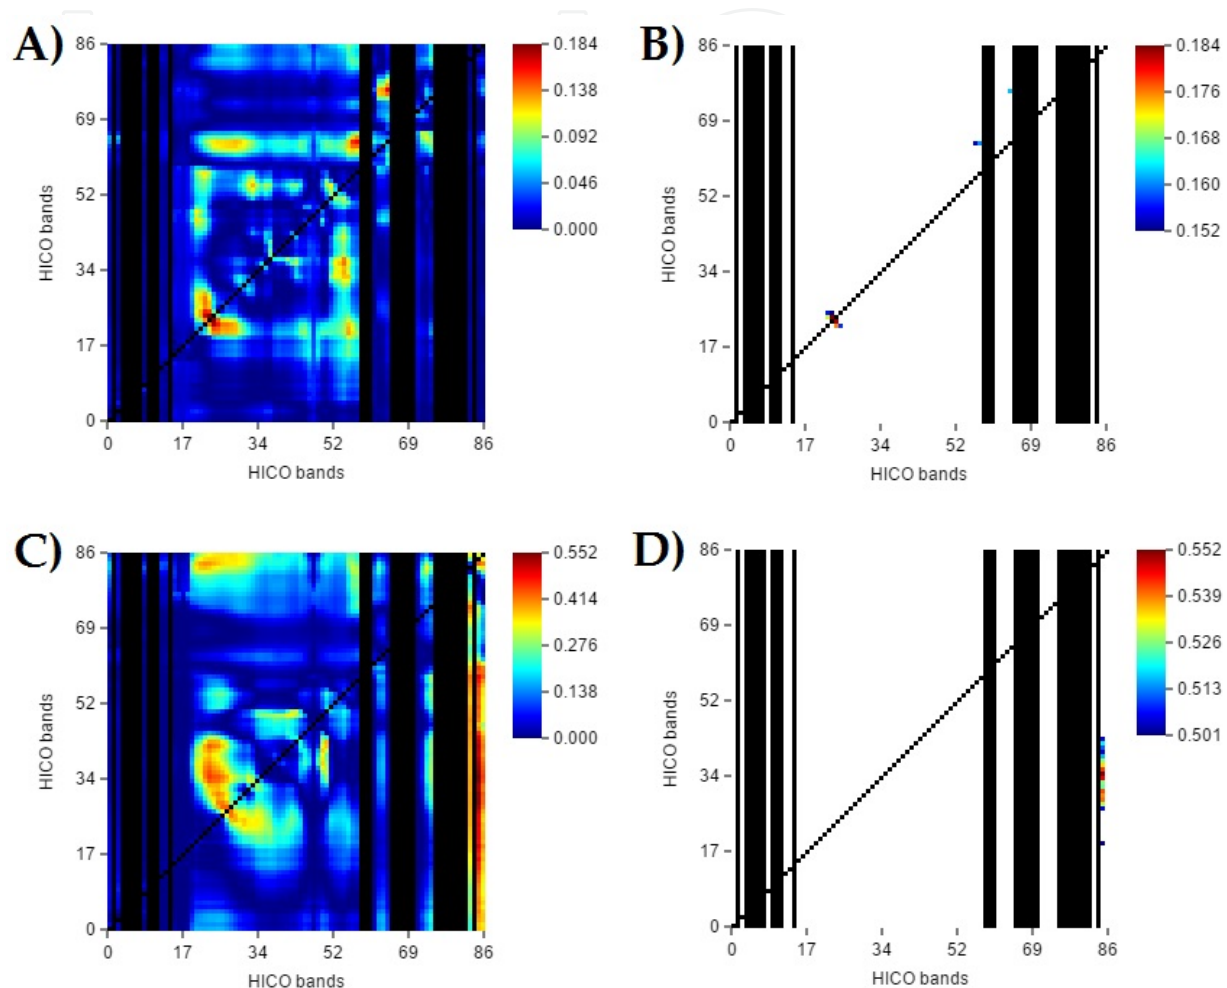 A)
86
69
52
34
17
0
HICO bands
0 17 34 52 69 86
HICO bands
0.184
0.138
0.092
0.046
0.000
B)
86
69
52
34
17
0
HICO bands
0 17 34 52 69 86
HICO bands
0.184
0.176
0.168
0.160
0.152
C)
86
69
52
34
17
0
HICO bands
0 17 34 52 69 86
HICO bands
0.552
0.414
0.276
0.138
0.000
D)
86
69
52
34
17
0
HICO bands
0 17 34 52 69 86
HICO bands
0.552
0.539
0.526
0.513
0.501